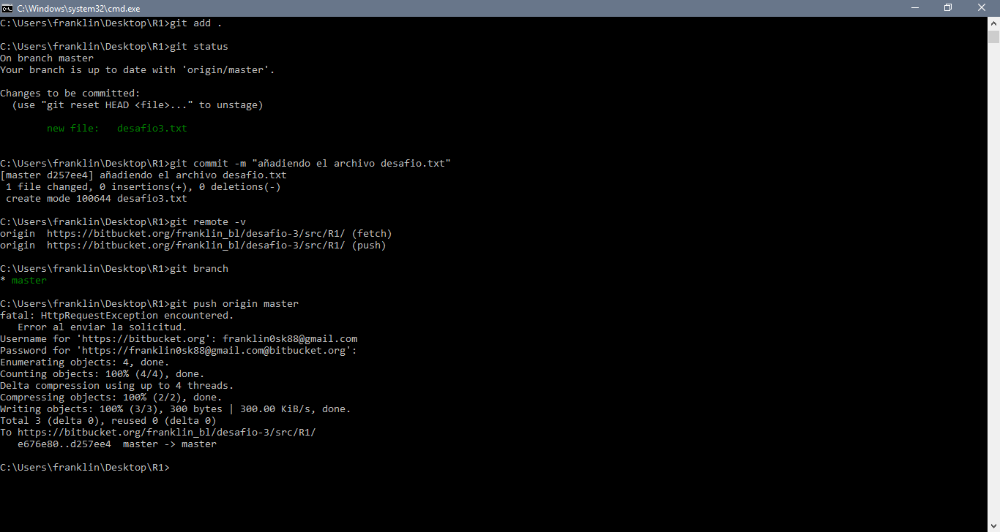 C:\Windows\system32\cmd.exe
C:\Users\franklin\Desktop\R1>git add .
C:\Users\franklin\Desktop\R1>git status
On branch master
Your branch is up to date with 'origin/master'.
Changes to be committed:
  (use "git reset HEAD <file>..." to unstage)
        new file:   desafio3.txt
C:\Users\franklin\Desktop\R1>git commit -m "añadiendo el archivo desafio.txt"
[master d257ee4] añadiendo el archivo desafio.txt
 1 file changed, 0 insertions(+), 0 deletions(-)
 create mode 100644 desafio3.txt
C:\Users\franklin\Desktop\R1>git remote -v
origin  https://bitbucket.org/franklin_bl/desafio-3/src/R1/ (fetch)
origin  https://bitbucket.org/franklin_bl/desafio-3/src/R1/ (push)
C:\Users\franklin\Desktop\R1>git branch
* master
C:\Users\franklin\Desktop\R1>git push origin master
fatal: HttpRequestException encountered.
   Error al enviar la solicitud.
Username for 'https://bitbucket.org': franklin0sk88@gmail.com
Password for 'https://franklin0sk88@gmail.com@bitbucket.org':
Enumerating objects: 4, done.
Counting objects: 100% (4/4), done.
Delta compression using up to 4 threads.
Compressing objects: 100% (2/2), done.
Writing objects: 100% (3/3), 300 bytes | 300.00 KiB/s, done.
Total 3 (delta 0), reused 0 (delta 0)
To https://bitbucket.org/franklin_bl/desafio-3/src/R1/
   e676e80..d257ee4  master -> master
C:\Users\franklin\Desktop\R1>